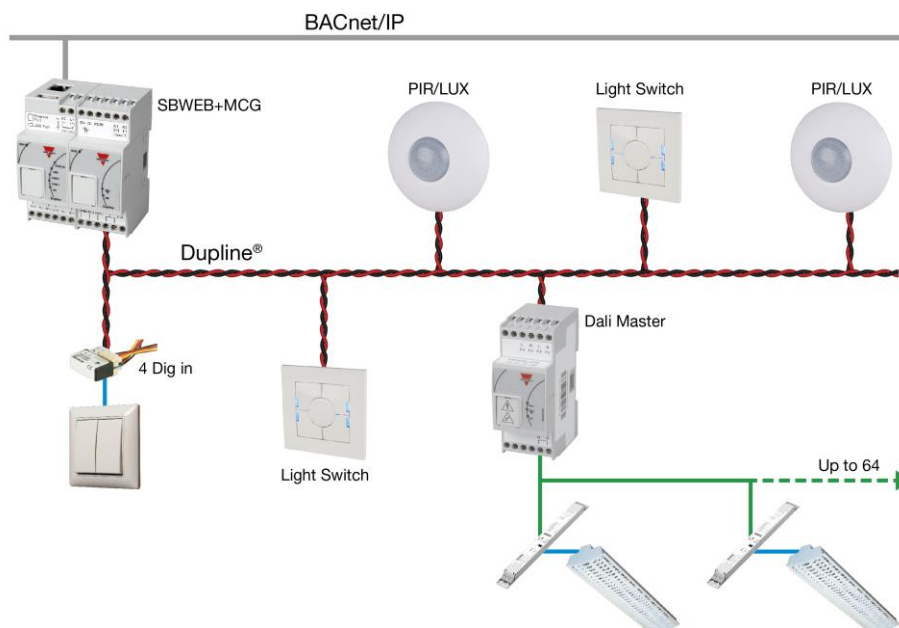 BACnet/IP
SBWEB+MCG
PIR/LUX
Light Switch
PIR/LUX
Dupline®
Dali Master
4 Dig in
Light Switch
Up to 64